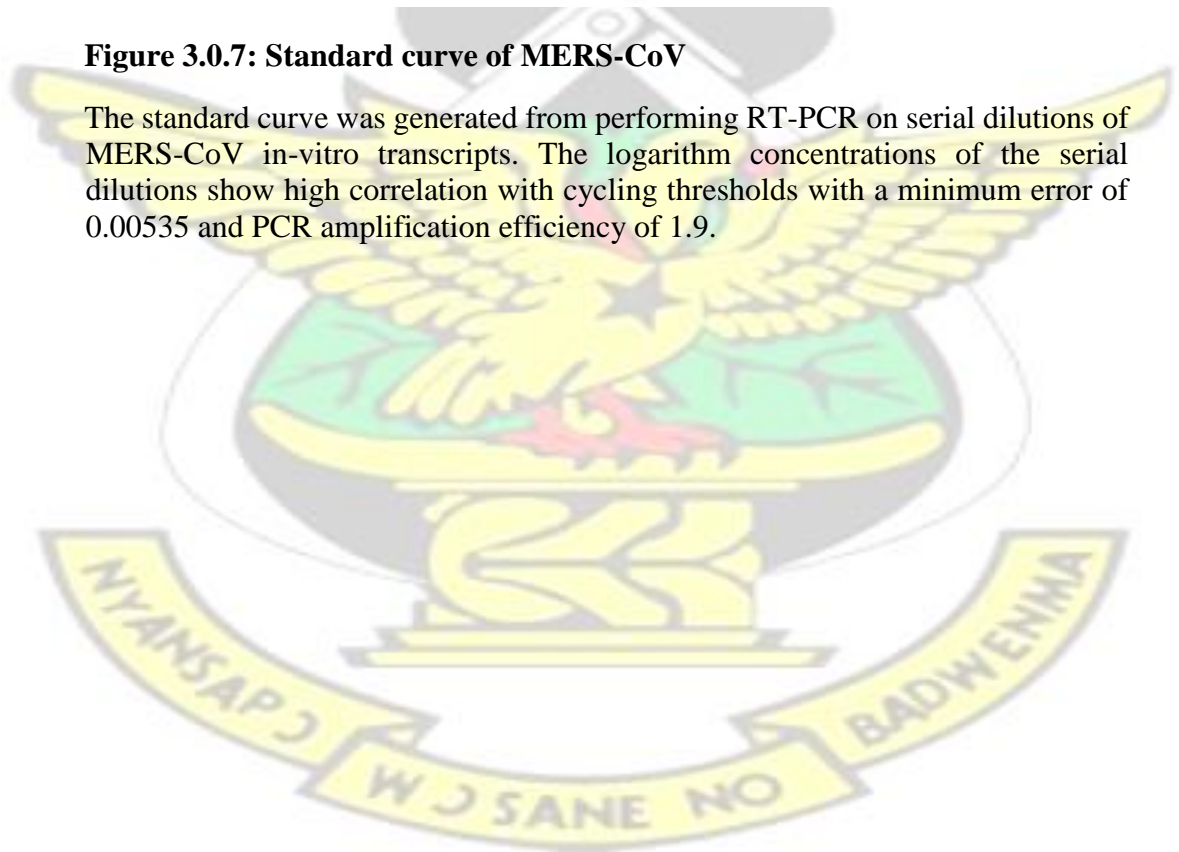 Figure 3.0.7: Standard curve of MERS-CoV
The standard curve was generated from performing RT-PCR on serial dilutions of
MERS-CoV in-vitro transcripts. The logarithm concentrations of the serial
dilutions show high correlation with cycling thresholds with a minimum error of
0.00535 and PCR amplification efficiency of 1.9.
NYANSAPƆ WƆSANE NO BADWENMA